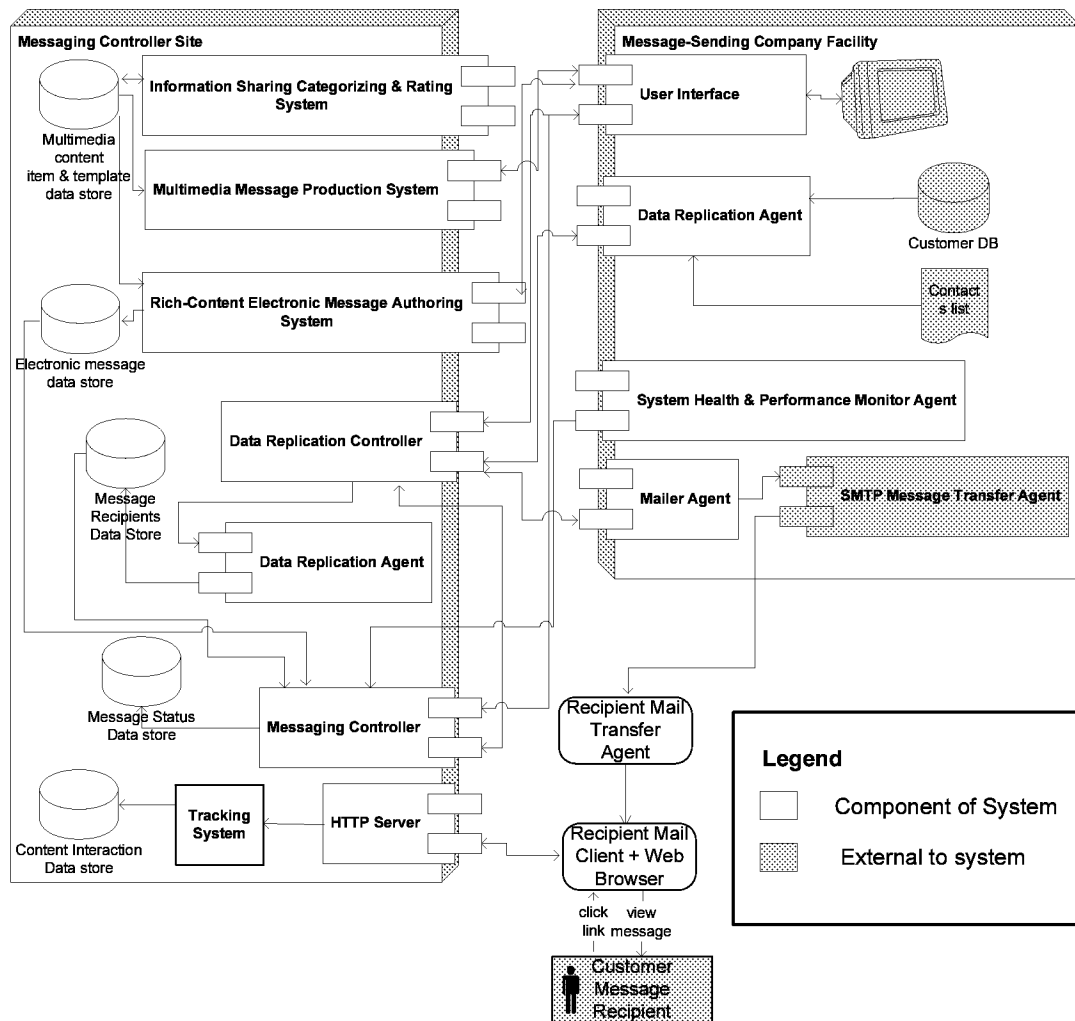 Messaging Controller Site
Information Sharing Categorizing & Rating
System
Multimedia
content
item & template
data store
Multimedia Message Production System
Rich-Content Electronic Message Authoring
System
Electronic message
data store
Data Replication Controller
Message
Recipients
Data Store
Data Replication Agent
Message Status
Data store
Messaging Controller
Content Interaction
Data store
Tracking
System
HTTP Server
Message-Sending Company Facility
User Interface
Data Replication Agent
Customer DB
Contact
s list
System Health & Performance Monitor Agent
Mailer Agent
SMTP Message Transfer Agent
Recipient Mail
Transfer
Agent
Recipient Mail
Client + Web
Browser
click
link
view
message
Customer
Message
Recipient
Legend
Component of System
External to system